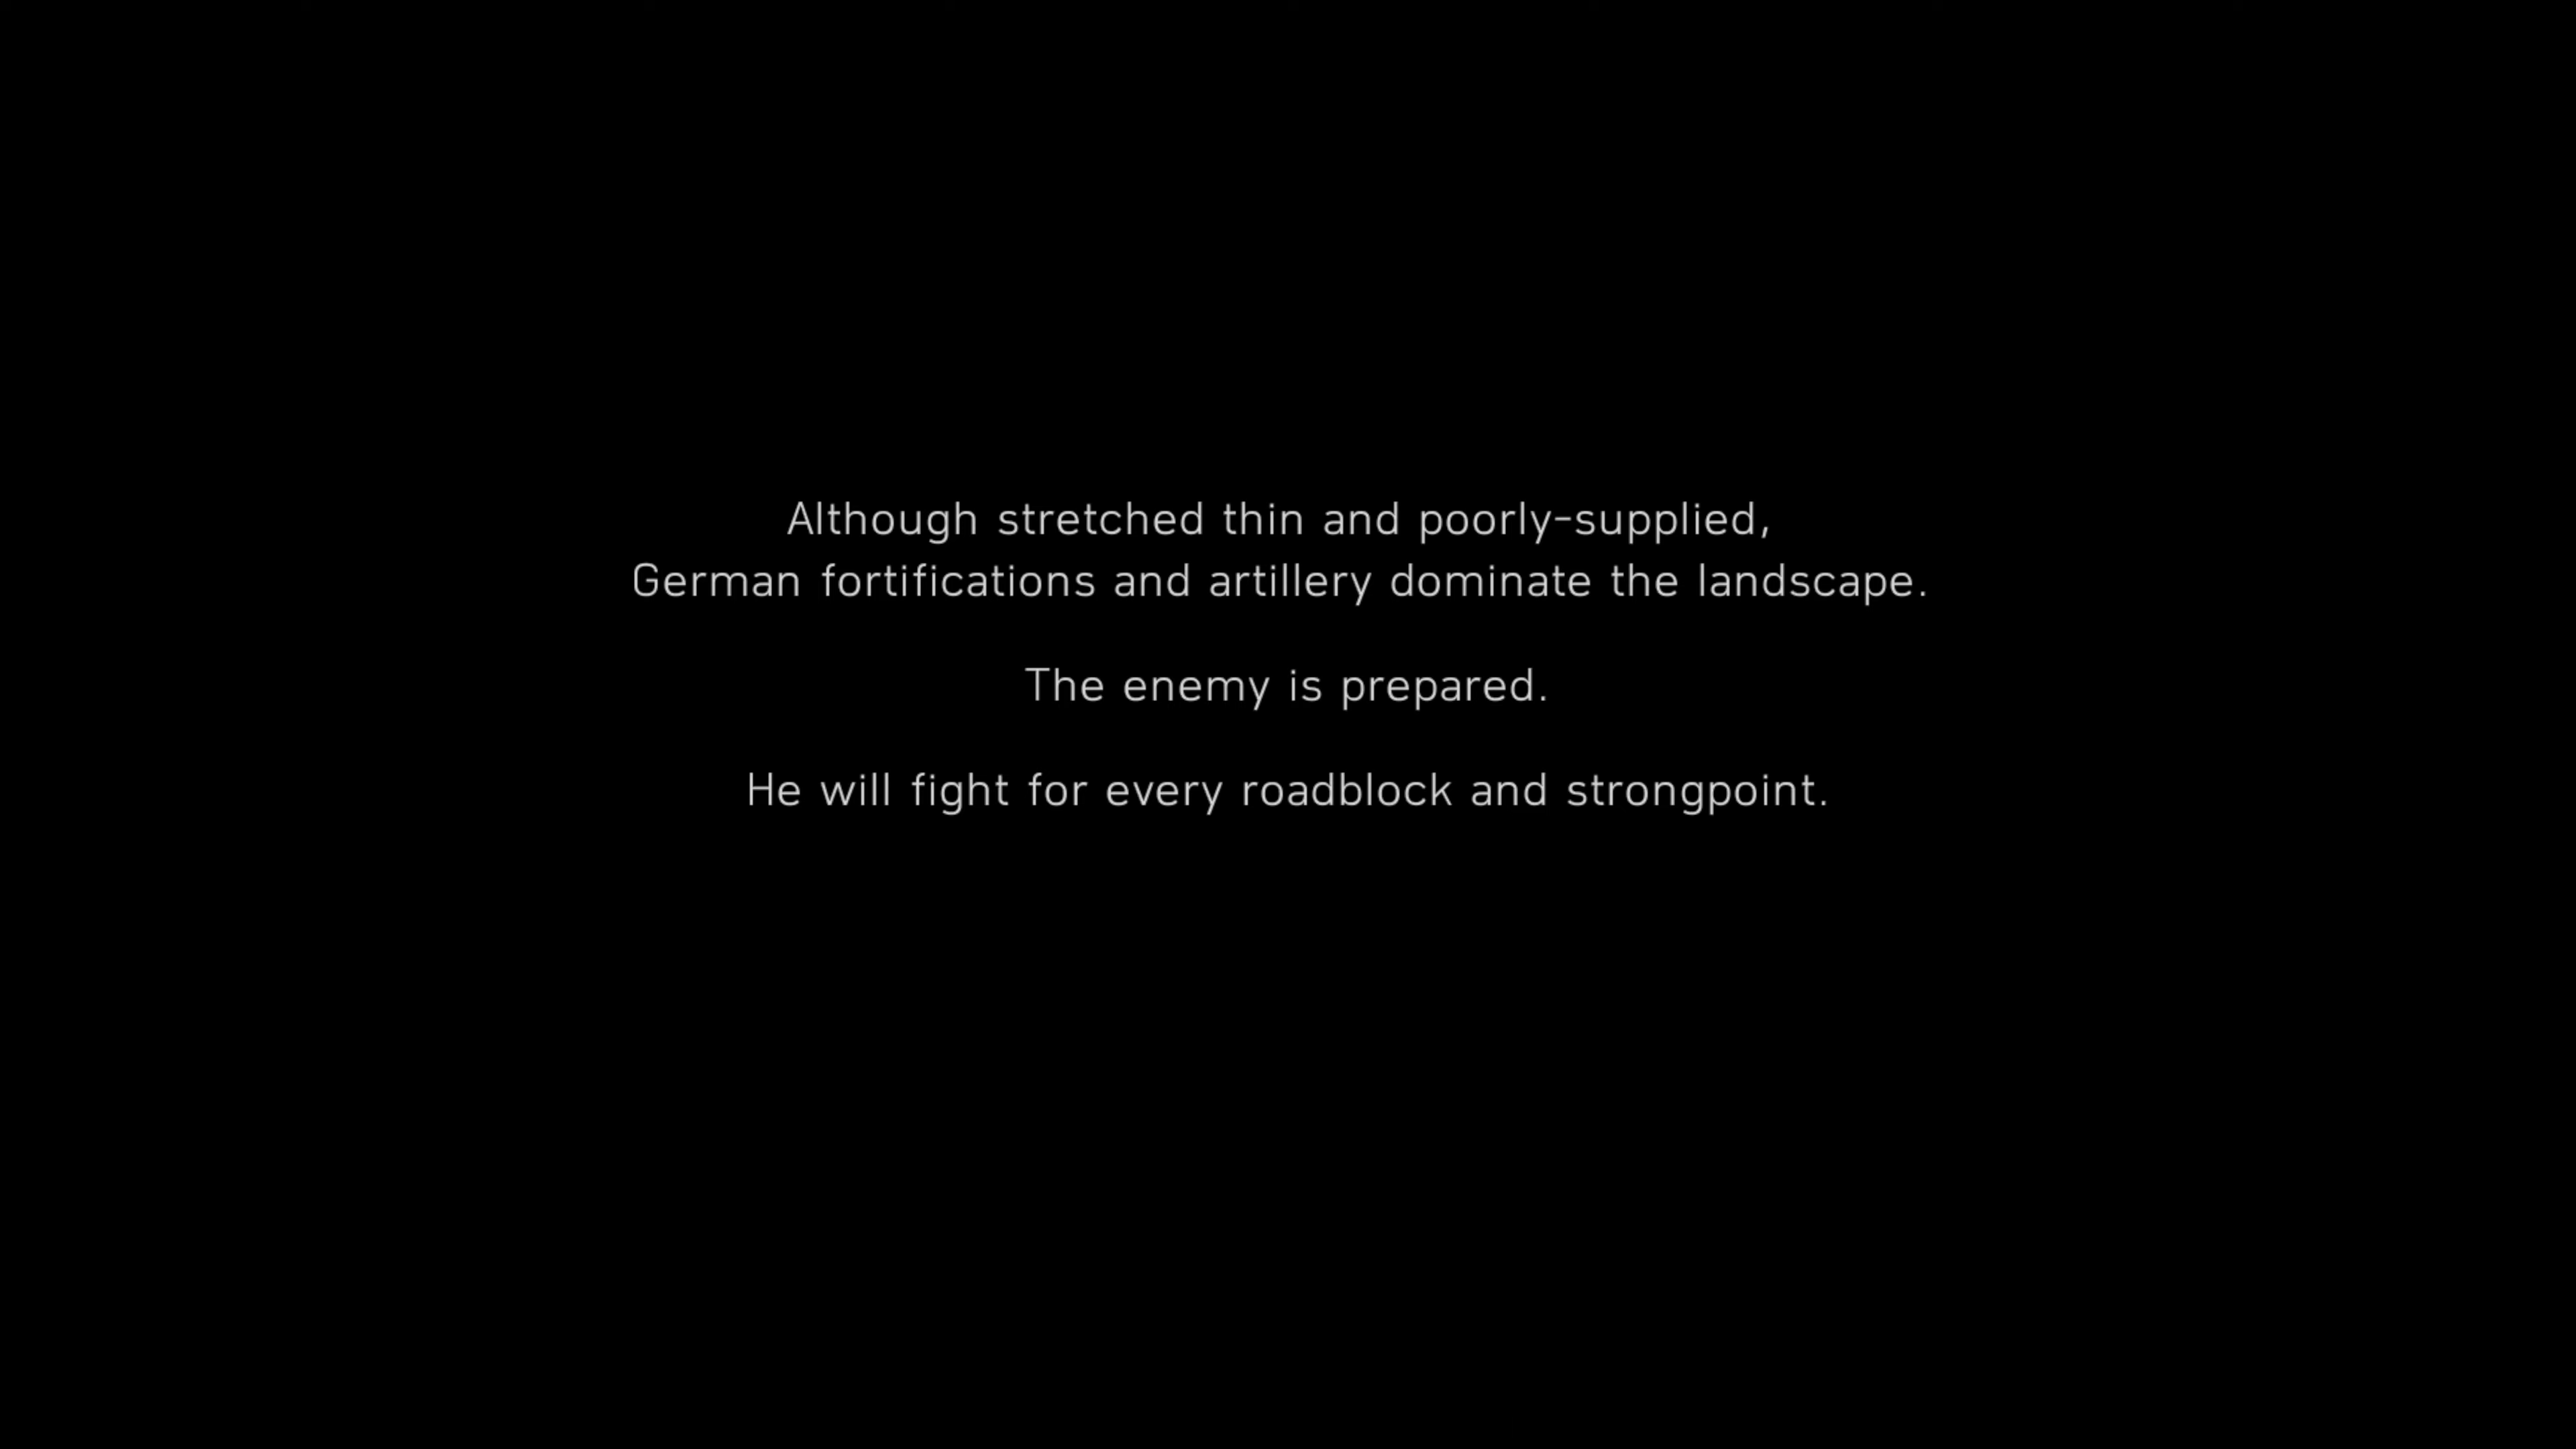 Although stretched thin and poorly-supplied,
German fortifications and artillery dominate the landscape.
The enemy is prepared.
He will fight for every roadblock and strongpoint.